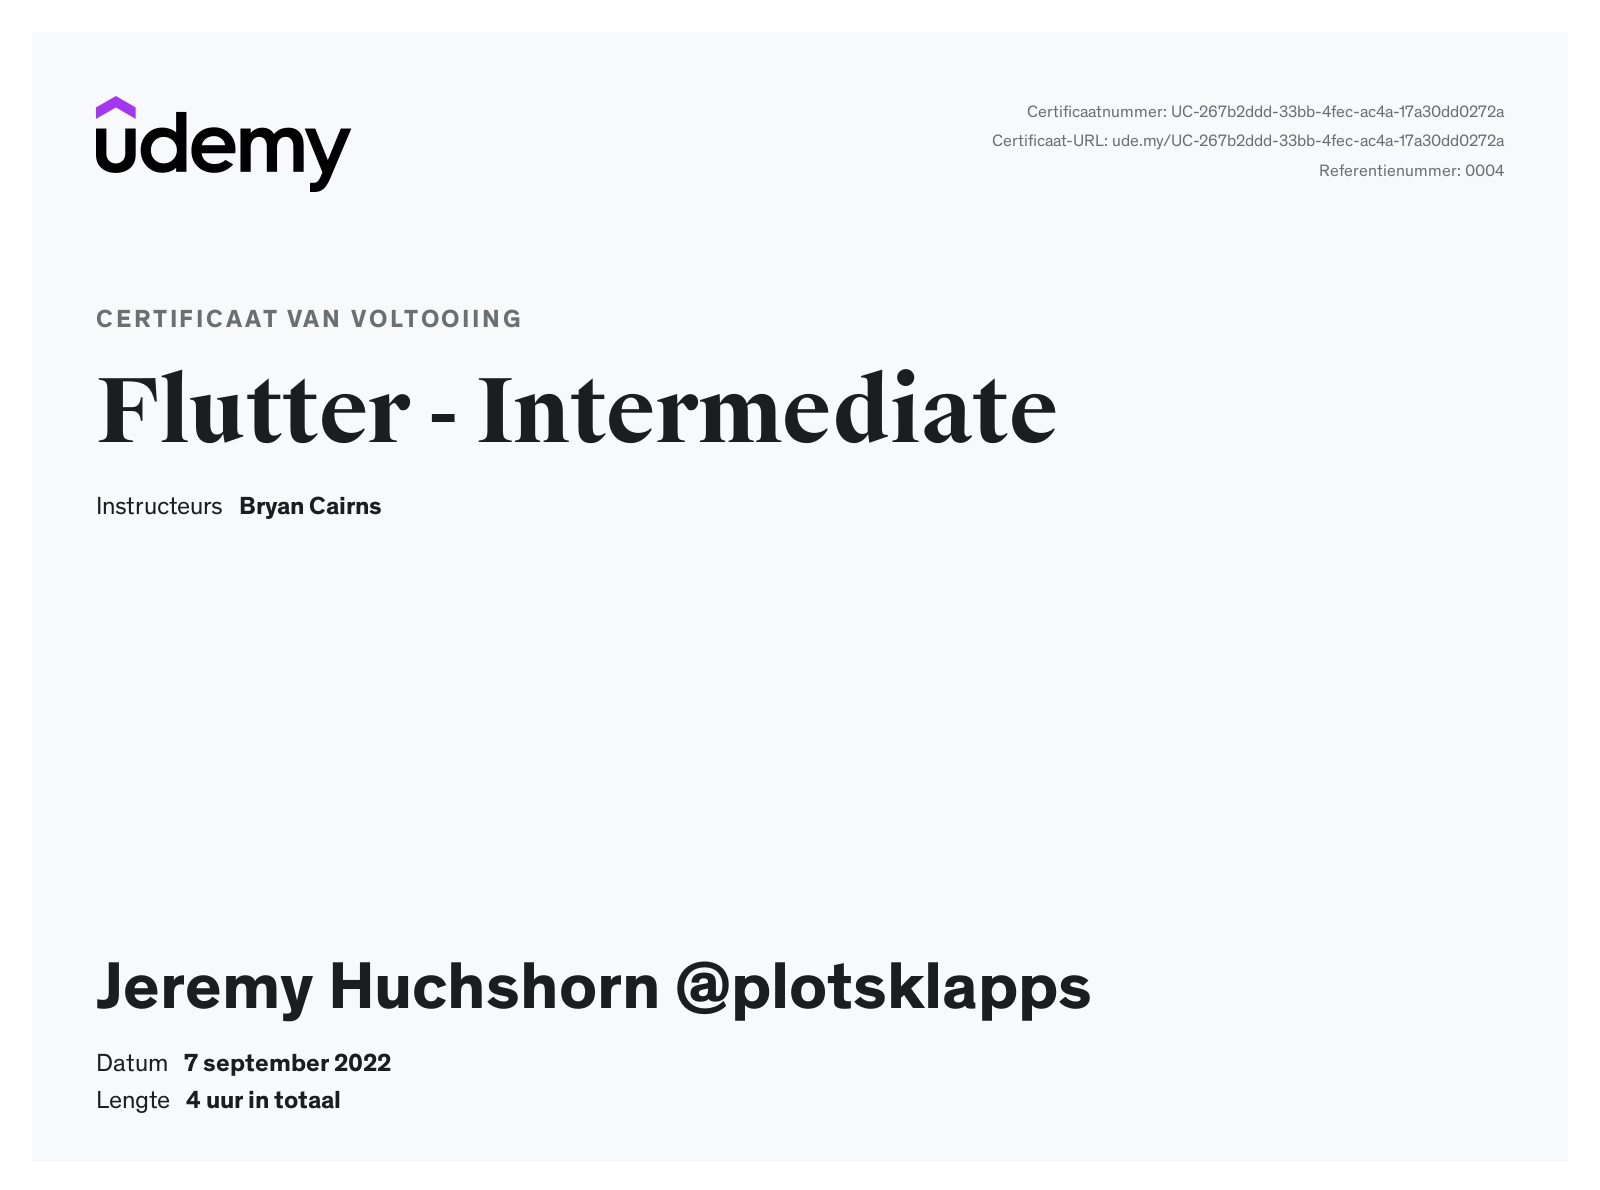 udemy
Certificaatnummer: UC-267b2ddd-33bb-4fec-ac4a-17a30dd0272a
Certificaat-URL: ude.my/UC-267b2ddd-33bb-4fec-ac4a-17a30dd0272a
Referentienummer: 0004
CERTIFICAAT VAN VOLTOOIING
Flutter - Intermediate
Instructeurs Bryan Cairns
Jeremy Huchshorn @plotsklapps
Datum 7 september 2022
Lengte 4 uur in totaal